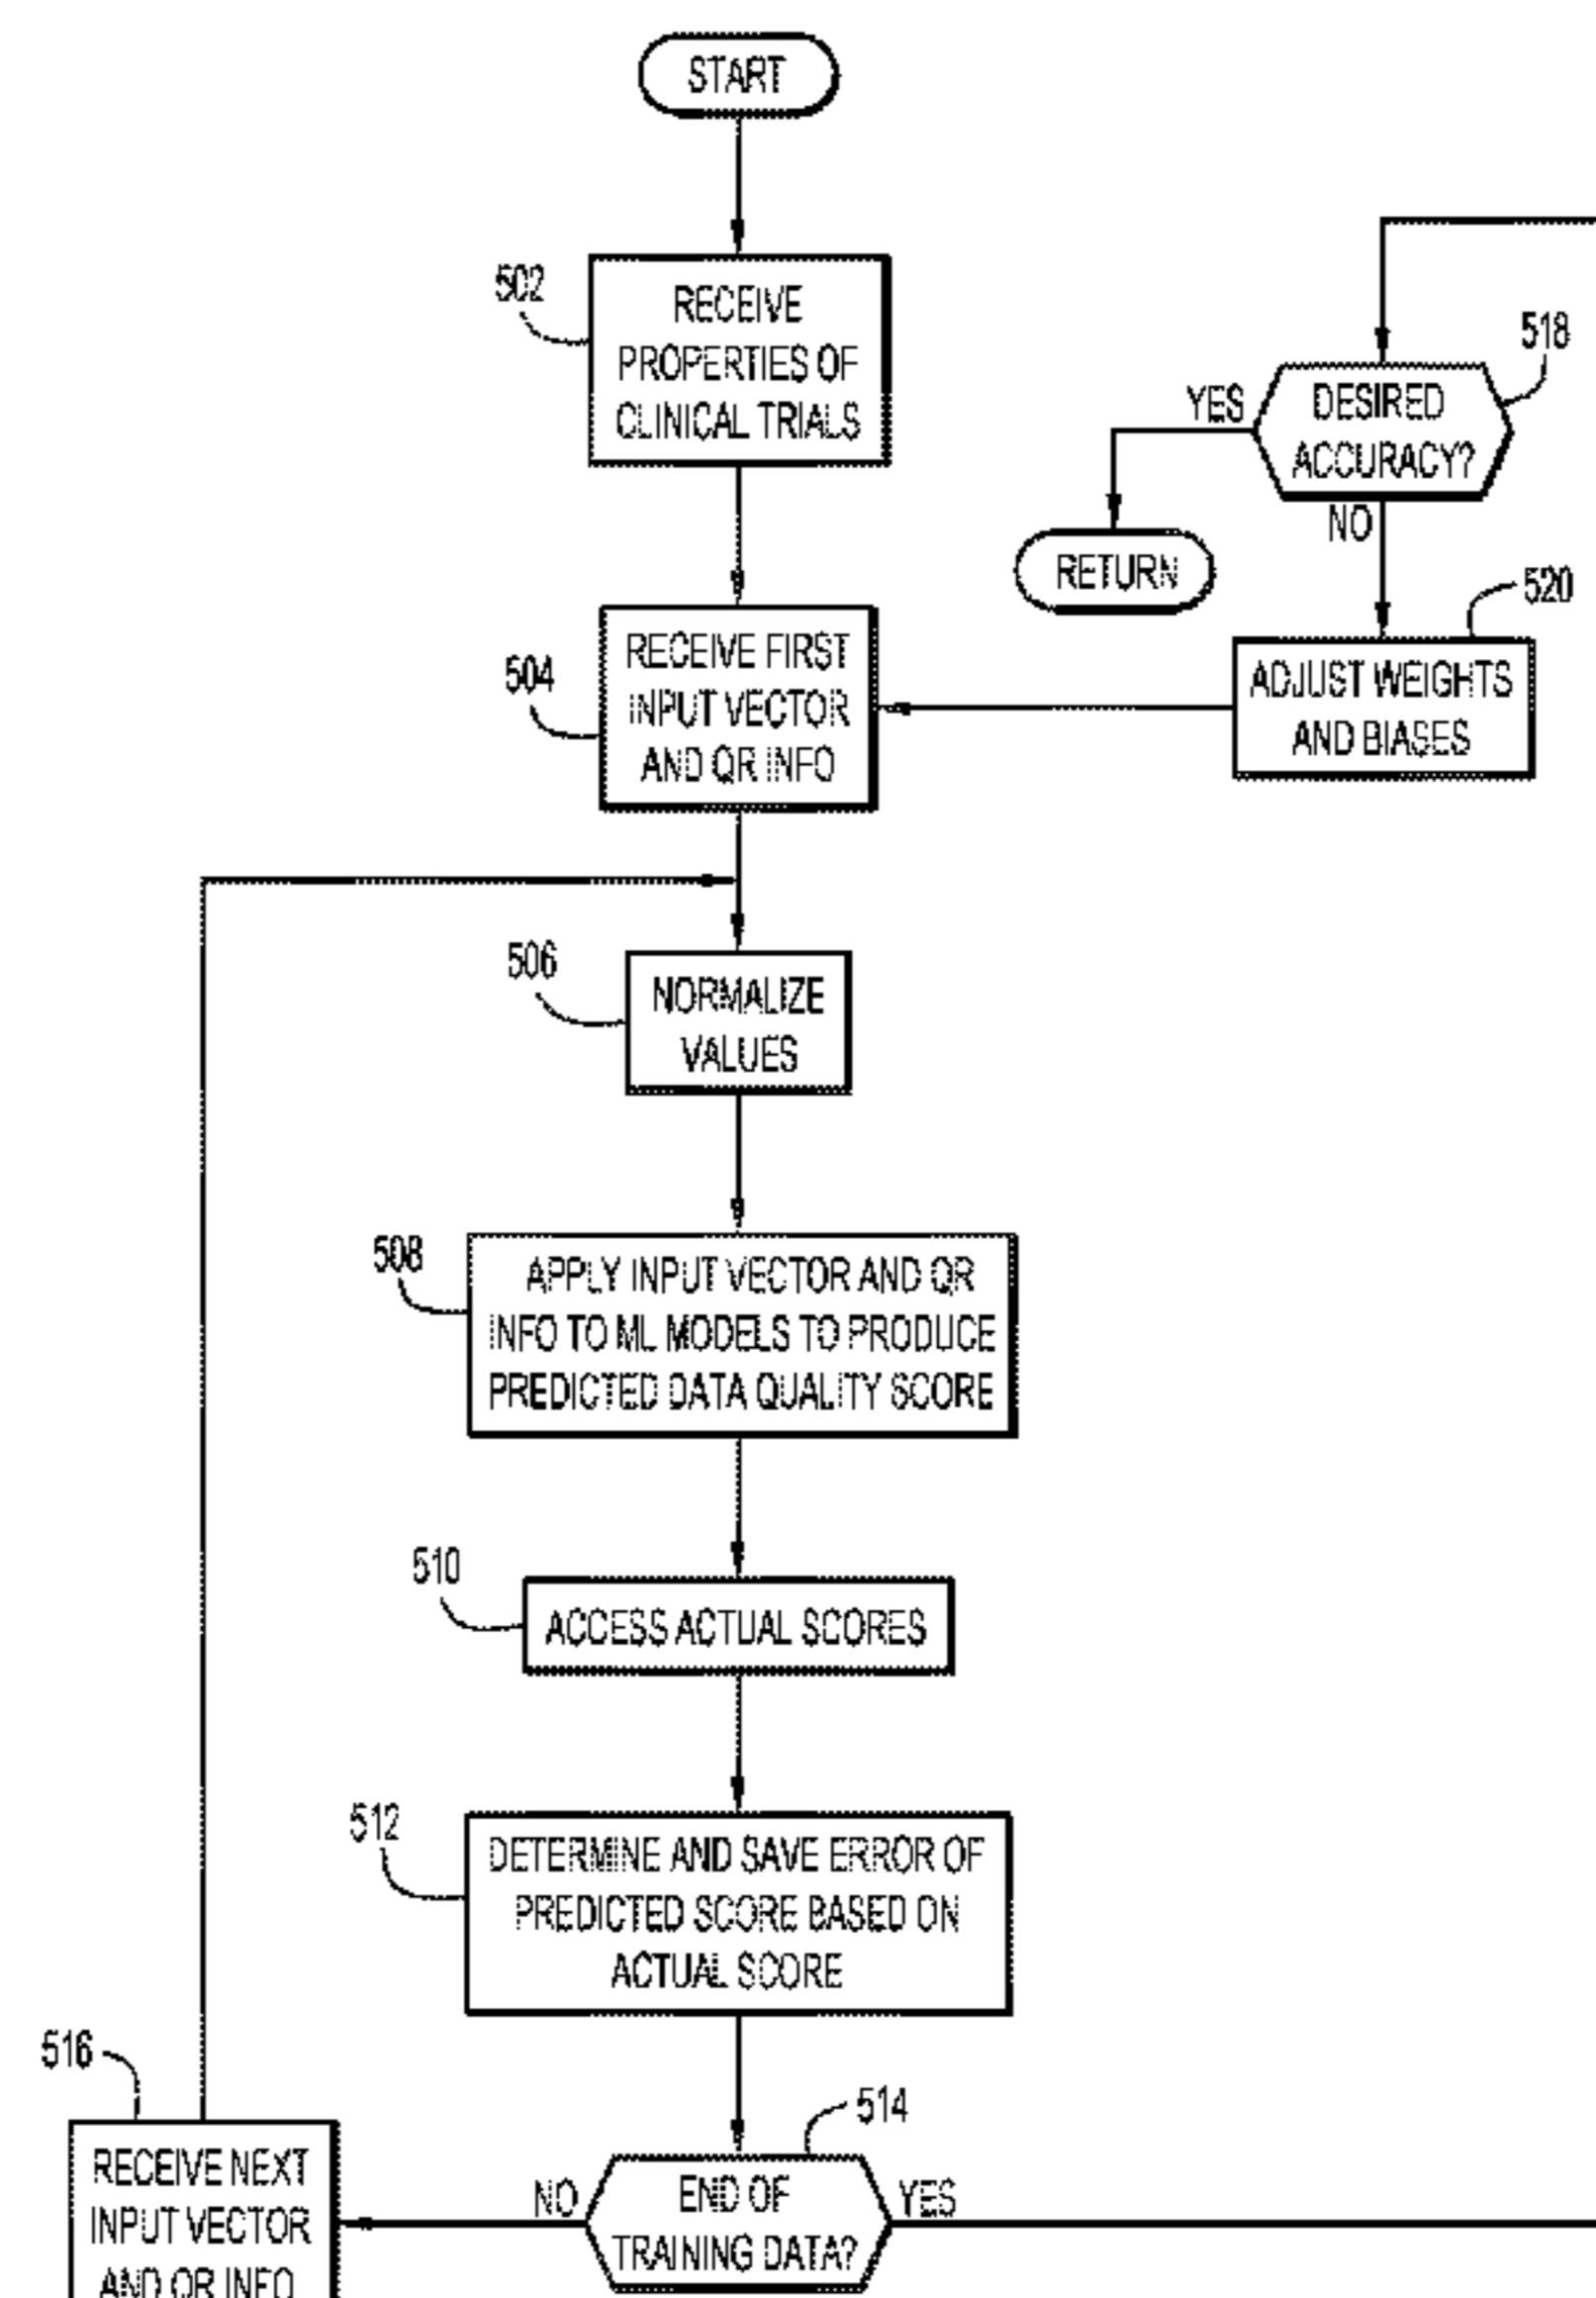 START
502
RECEIVE
PROPERTIES OF
CLINICAL TRIALS
504
RECEIVE FIRST
INPUT VECTOR
AND QR INFO
506
NORMALIZE
VALUES
508
APPLY INPUT VECTOR AND QR
INFO TO ML MODELS TO PRODUCE
PREDICTED DATA QUALITY SCORE
510
ACCESS ACTUAL SCORES
512
DETERMINE AND SAVE ERROR OF
PREDICTED SCORE BASED ON
ACTUAL SCORE
514
END OF
TRAINING DATA?
NO
YES
516
RECEIVE NEXT
INPUT VECTOR
AND QR INFO
518
DESIRED
ACCURACY?
YES
RETURN
NO
520
ADJUST WEIGHTS
AND BIASES